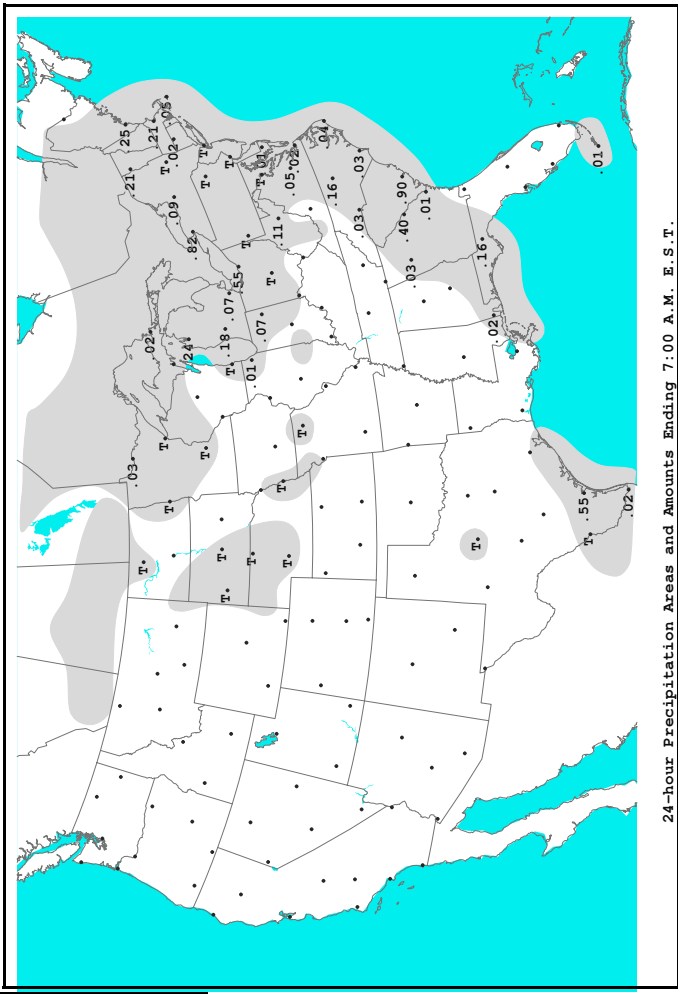 .25
.03
.21
T
.02
.21
T
T
.05
T
.09
.02
.24
.82
T
T
T
T
.18
T
.07
T
T
.55
T
.01
T
.07
T
.01
T
.11
T
T
.05
.02
T
.04
.16
.03
.03
.40
.90
.03
.01
T
.16
.02
.55
T
.01
.02
24-hour Precipitation Areas and Amounts Ending 7:00 A.M. E.S.T.